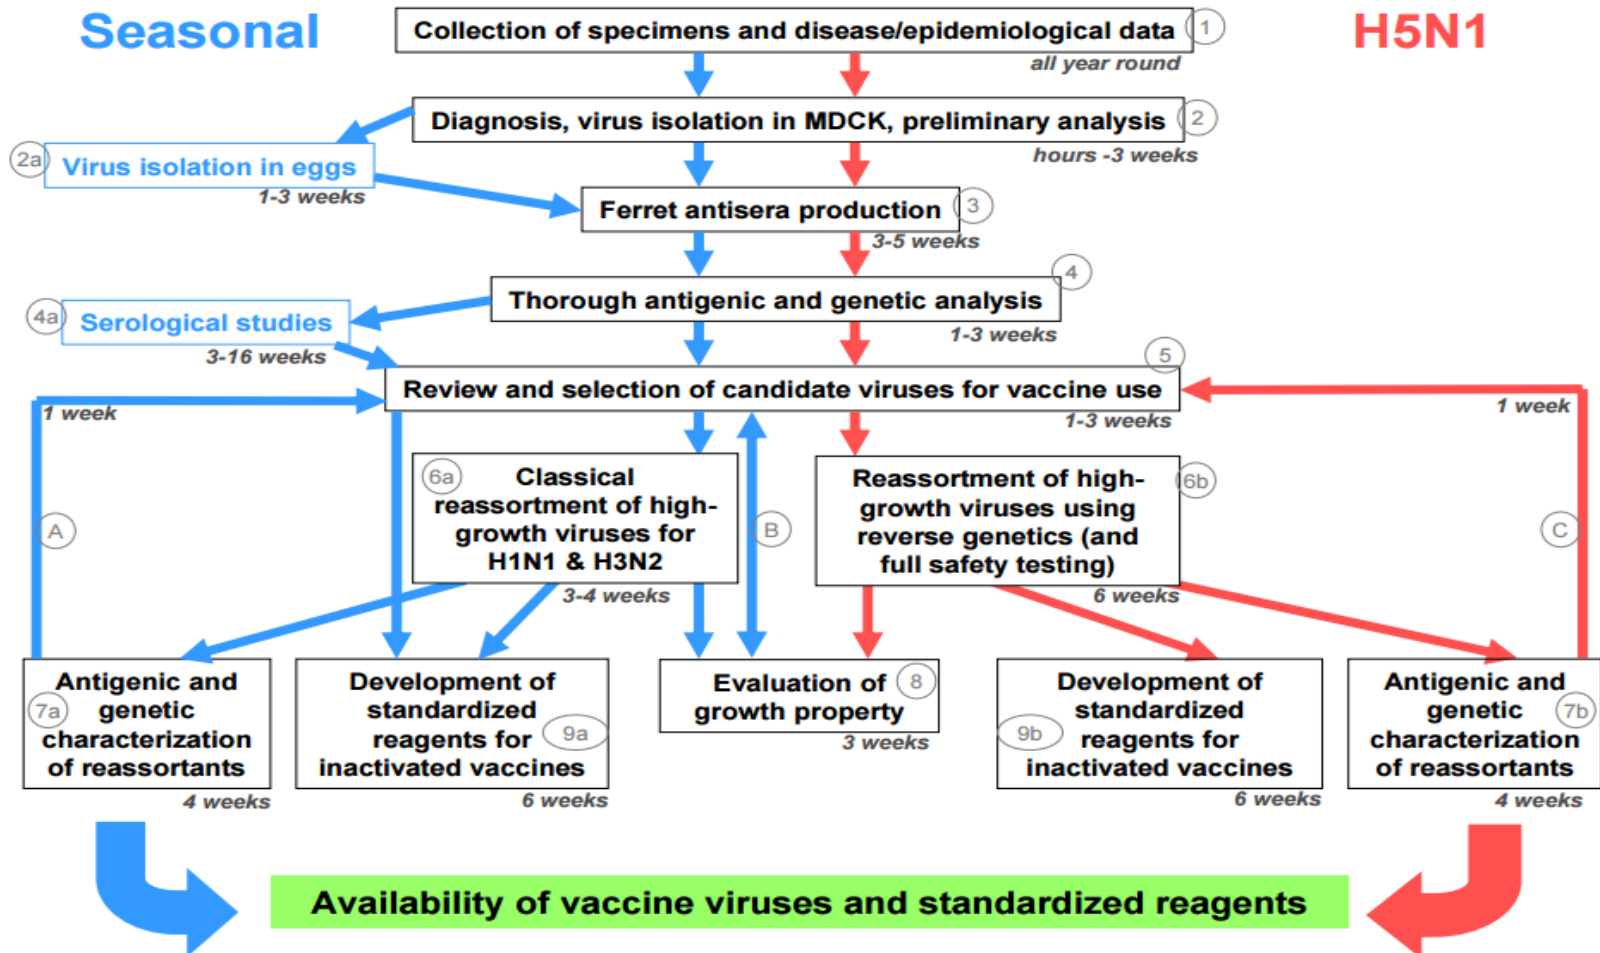 Seasonal
H5N1
Collection of specimens and disease/epidemiological data
1
all year round
Diagnosis, virus isolation in MDCK, preliminary analysis
2
hours -3 weeks
2a
Virus isolation in eggs
1-3 weeks
Ferret antisera production
3
3-5 weeks
Thorough antigenic and genetic analysis
4
1-3 weeks
4a
Serological studies
3-16 weeks
Review and selection of candidate viruses for vaccine use
5
1-3 weeks
1 week
1 week
A
B
C
6a
Classical
reassortment of high-
growth viruses for
H1N1 & H3N2
3-4 weeks
Reassortment of high-
growth viruses using
reverse genetics (and
full safety testing)
6b
6 weeks
Antigenic and
genetic
characterization
of reassortants
7a
4 weeks
Development of
standardized
reagents for
inactivated vaccines
9a
6 weeks
Evaluation of
growth property
8
3 weeks
Development of
standardized
reagents for
inactivated vaccines
9b
6 weeks
Antigenic and
genetic
characterization
of reassortants
7b
4 weeks
Availability of vaccine viruses and standardized reagents